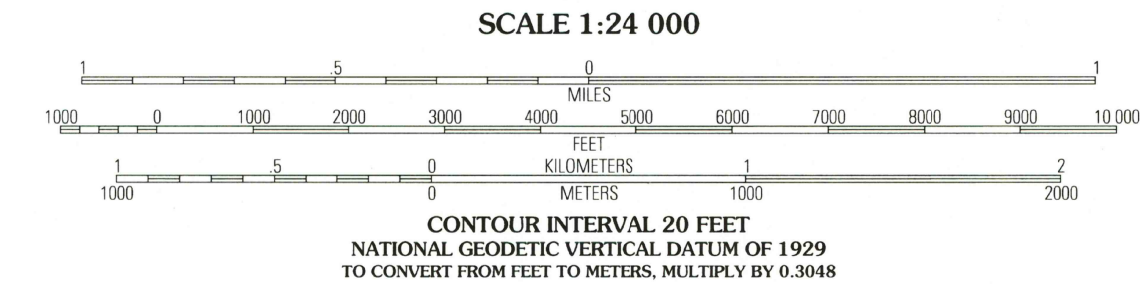 SCALE 1:24 000
1 .5 0 1
MILES
1000 0 1000 2000 3000 4000 5000 6000 7000 8000 9000 10 000
FEET
1 .5 0 KILOMETERS 1 2
1000 0 METERS 1000 2000
CONTOUR INTERVAL 20 FEET
NATIONAL GEODETIC VERTICAL DATUM OF 1929
TO CONVERT FROM FEET TO METERS, MULTIPLY BY 0.3048